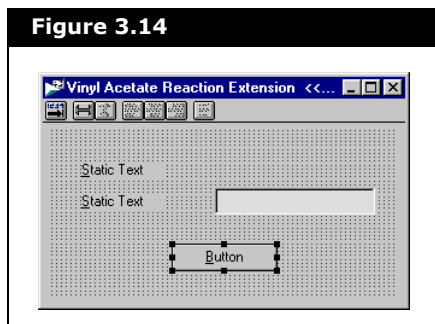 Figure 3.14
Vinyl Acetate Reaction Extension <<...
Static Text
Static Text
Button